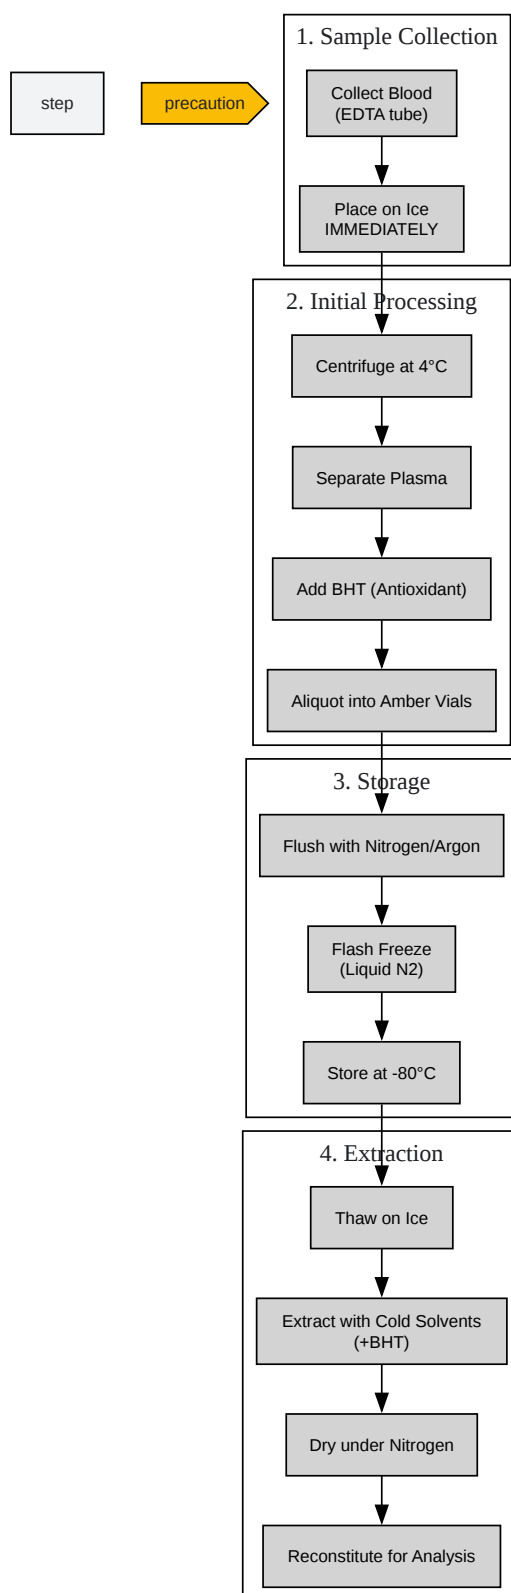 1. Sample Collection
step
precaution
Collect Blood
(EDTA tube)
Place on Ice
IMMEDIATELY
2. Initial Processing
Centrifuge at 4°C
Separate Plasma
Add BHT (Antioxidant)
Aliquot into Amber Vials
3. Storage
Flush with Nitrogen/Argon
Flash Freeze
(Liquid N2)
Store at -80°C
4. Extraction
Thaw on Ice
Extract with Cold Solvents
(+BHT)
Dry under Nitrogen
Reconstitute for Analysis